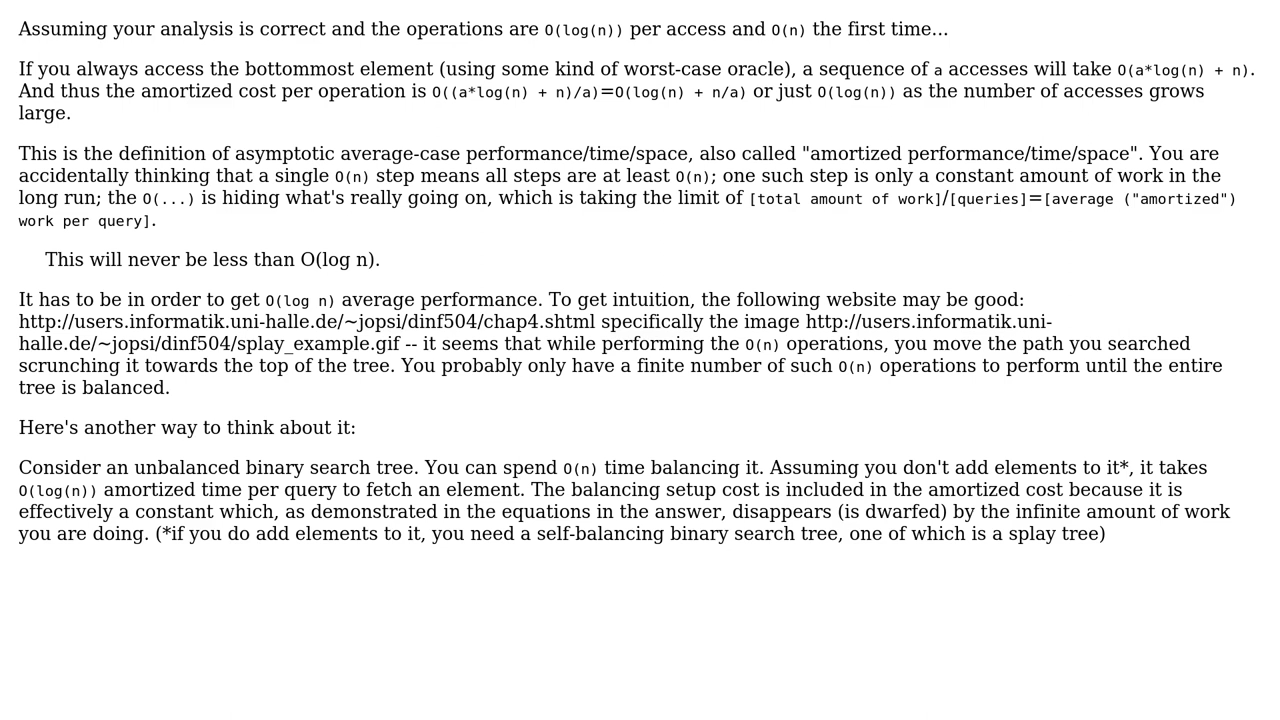 Assuming your analysis is correct and the operations are O(log(n)) per access and O(n) the first time...
If you always access the bottommost element (using some kind of worst-case oracle), a sequence of a accesses will take O(a*log(n) + n).
And thus the amortized cost per operation is O((a*log(n) + n)/a)=O(log(n) + n/a) or just O(log(n)) as the number of accesses grows
large.
This is the definition of asymptotic average-case performance/time/space, also called "amortized performance/time/space". You are
accidentally thinking that a single O(n) step means all steps are at least O(n); one such step is only a constant amount of work in the
long run; the O(...) is hiding what's really going on, which is taking the limit of [total amount of work]/[queries]=[average ("amortized")
work per query].
This will never be less than O(log n).
It has to be in order to get O(log n) average performance. To get intuition, the following website may be good:
http://users.informatik.uni-halle.de/~jopsi/dinf504/chap4.shtml specifically the image http://users.informatik.uni-
halle.de/~jopsi/dinf504/splay_example.gif -- it seems that while performing the O(n) operations, you move the path you searched
scrunching it towards the top of the tree. You probably only have a finite number of such O(n) operations to perform until the entire
tree is balanced.
Here's another way to think about it:
Consider an unbalanced binary search tree. You can spend O(n) time balancing it. Assuming you don't add elements to it*, it takes
O(log(n)) amortized time per query to fetch an element. The balancing setup cost is included in the amortized cost because it is
effectively a constant which, as demonstrated in the equations in the answer, disappears (is dwarfed) by the infinite amount of work
you are doing. (*if you do add elements to it, you need a self-balancing binary search tree, one of which is a splay tree)